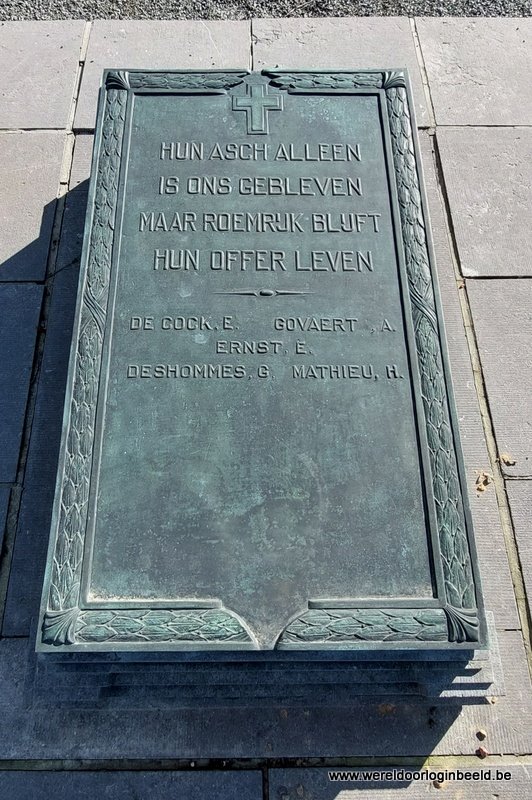 HUN ASCH ALLEEN
IS ONS GEBLEVEN
MAAR ROEMRIJK BLIJFT
HUN OFFER LEVEN
DE COCK, E. GOVAERT , A.
ERNST, E.
DESHOMMES, G, MATHIEU, H.
www.wereldoorloginbeeld.be